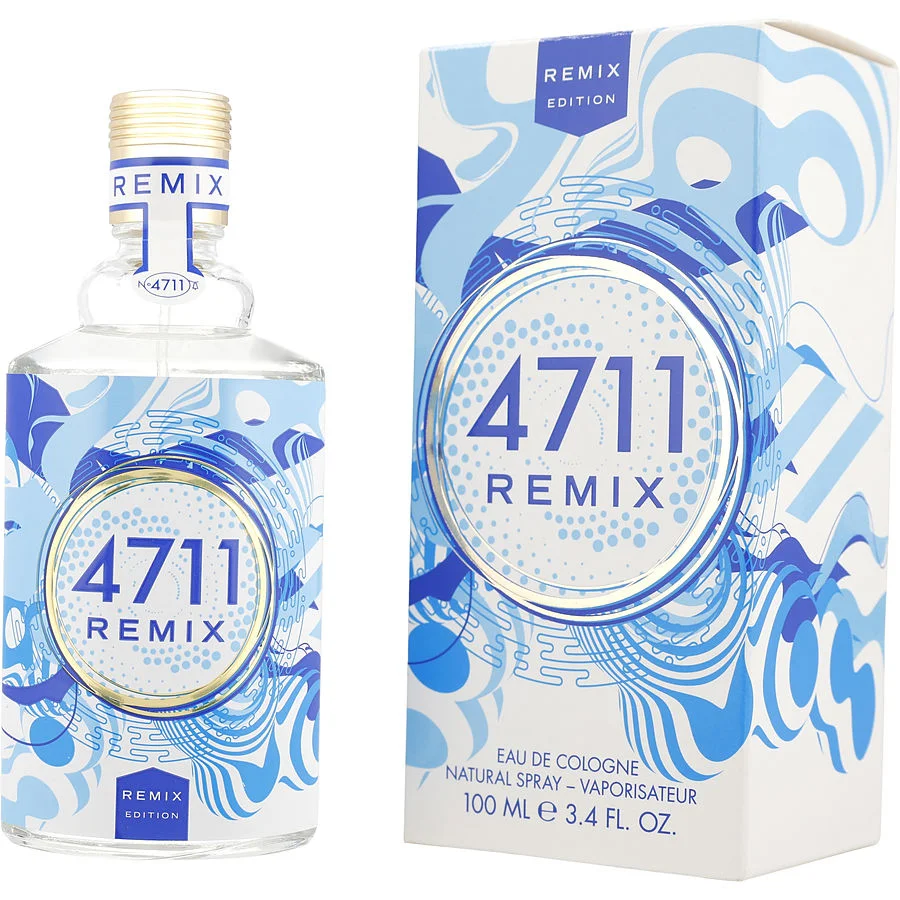 REMIX
Nº4711
4711
REMIX
REMIX
EDITION
REMIX
EDITION
4711
REMIX
EAU DE COLOGNE
NATURAL SPRAY – VAPORISATEUR
100 ML ℮ 3.4 FL. OZ.